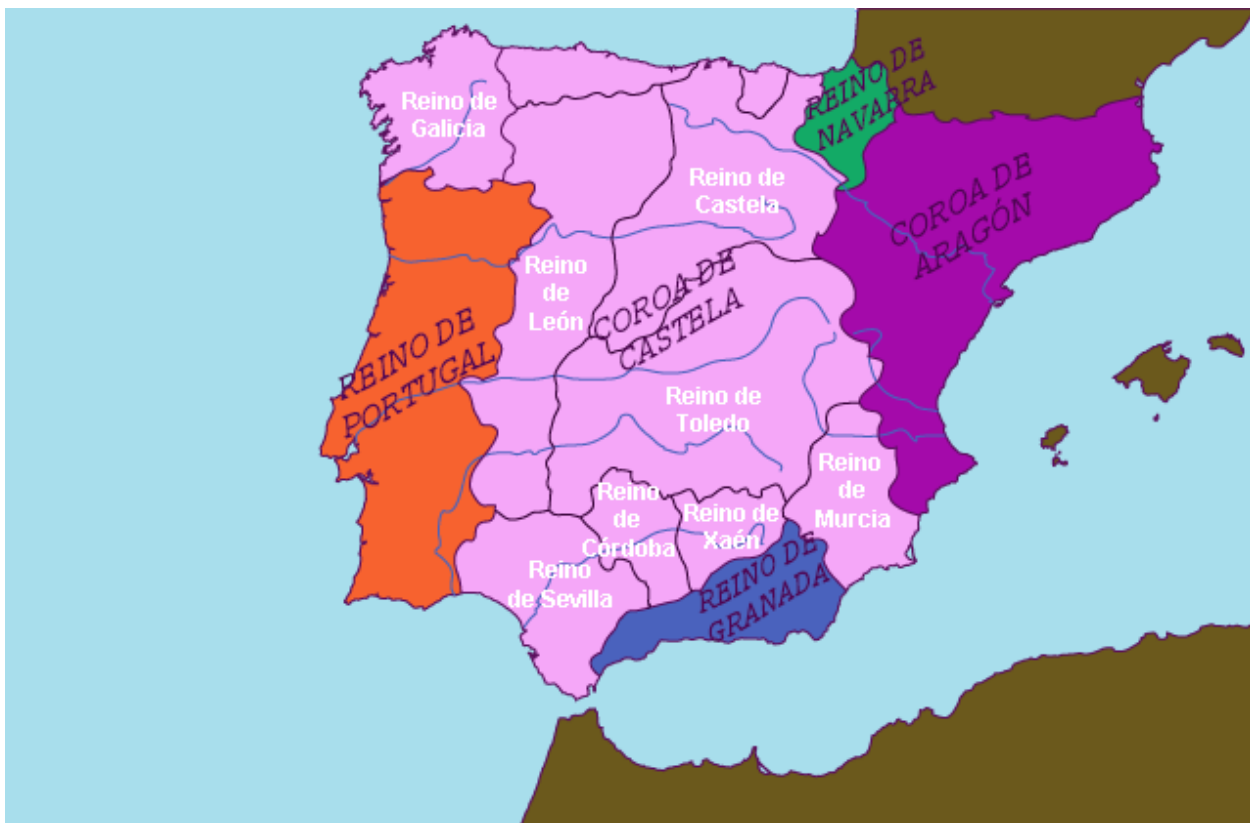 REINO DE
NAVARRA
Reino de
Galicia
Reino de
Castela
COROA DE
ARAGÓN
Reino
de
León
COROA DE
CASTELA
REINO DE
PORTUGAL
Reino de
Toledo
Reino
de
Murcia
Reino
de
Córdoba
Reino de
Xaén
Reino
de Sevilla
REINO DE
GRANADA